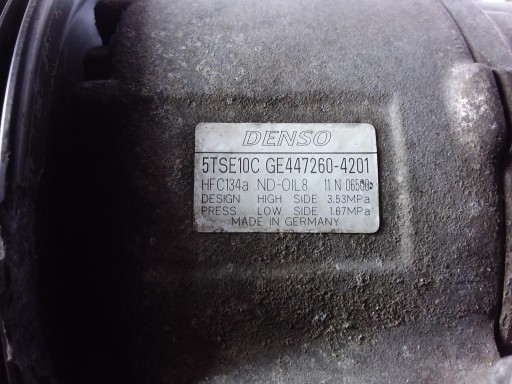 DENSO
5TSE10C GE447260-4201
HFC134a ND-OIL8 11 N
DESIGN HIGH SIDE 3.53MPa
PRESS LOW SIDE 1.67MPa
MADE IN GERMANY